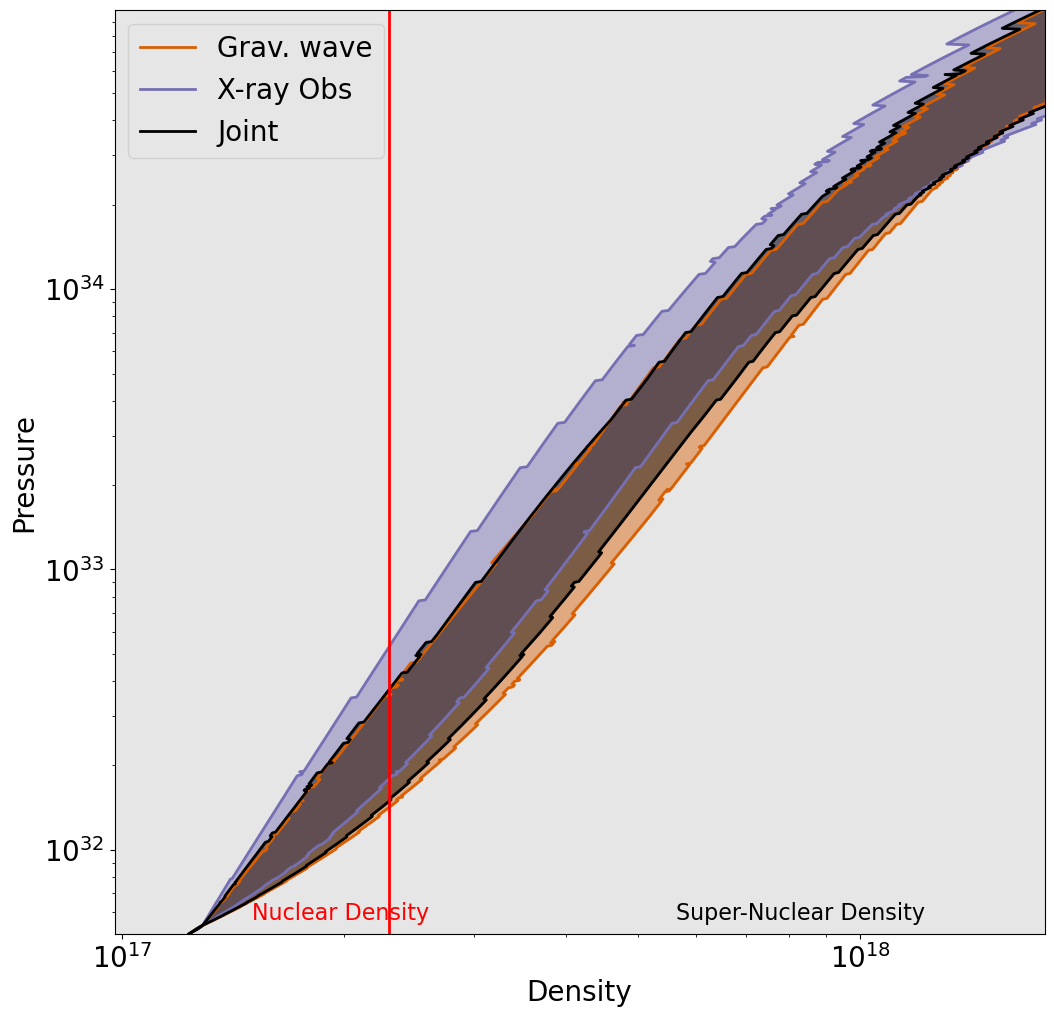 Grav. wave
X-ray Obs
Joint
10^34
10^33
10^32
Pressure
Nuclear Density
Super-Nuclear Density
10^17
10^18
Density